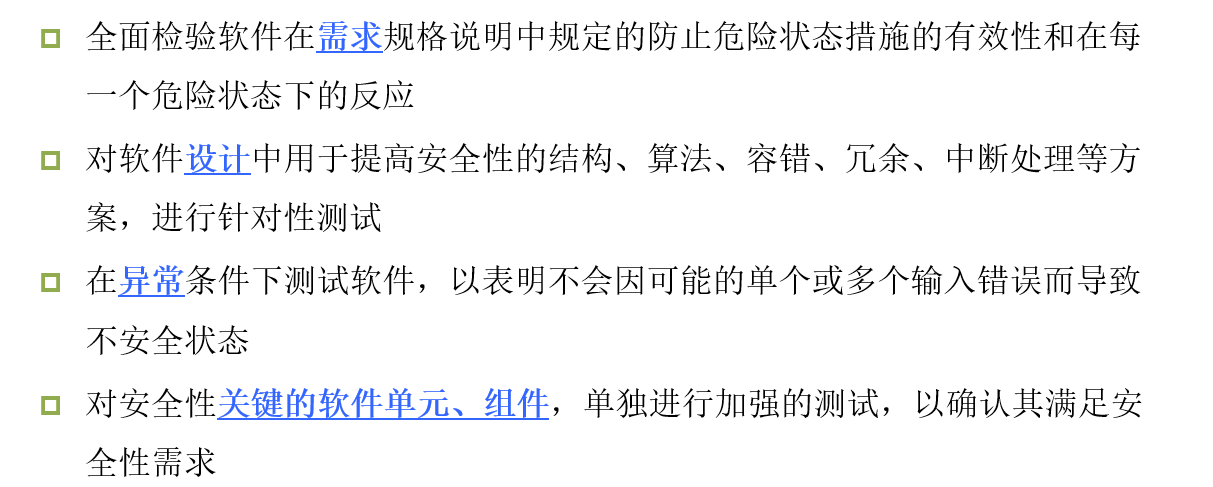 全面检验软件在需求规格说明中规定的防止危险状态措施的有效性和在每
一个危险状态下的反应
对软件设计中用于提高安全性的结构、算法、容错、冗余、中断处理等方
案，进行针对性测试
在异常条件下测试软件，以表明不会因可能的单个或多个输入错误而导致
不安全状态
对安全性关键的软件单元、组件，单独进行加强的测试，以确认其满足安
全性需求